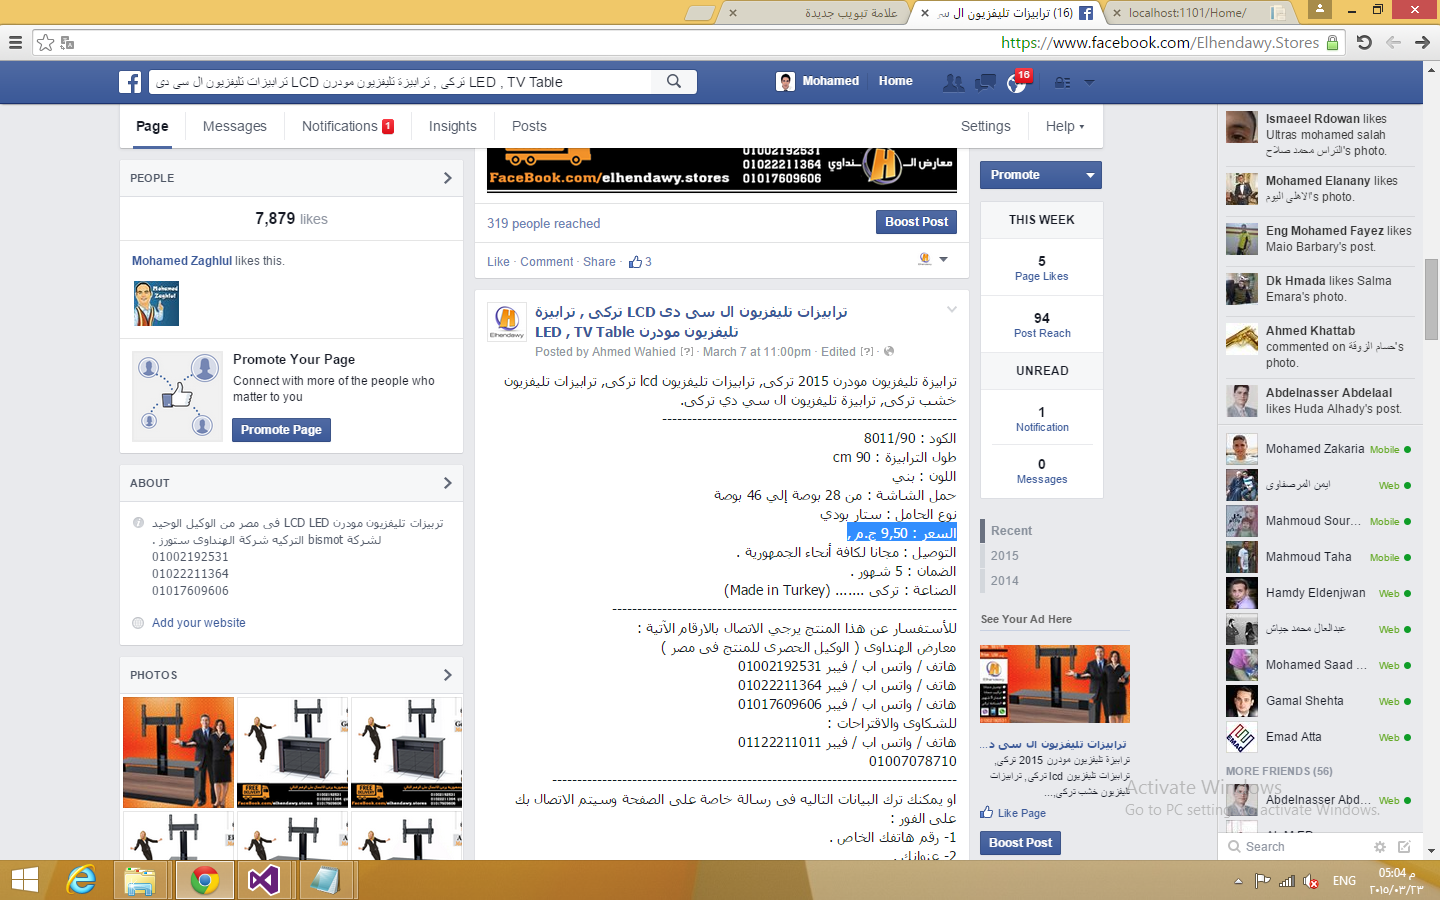 علامة تبويب جديدة
(16) ترابيزات تليفزيون ال سـ
localhost:1101/Home/
https://www.facebook.com/Elhendawy.Stores
ترابيزات تليفزيون ال سى دى LCD تركى , ترابيزة تليفزيون مودرن LED , TV Table
Mohamed
Home
16
Page
Messages
Notifications 1
Insights
Posts
Settings
Help
PEOPLE
7,879 likes
Mohamed Zaghlul likes this.
Mohamed
Zaghlul
Promote Your Page
Connect with more of the people who
matter to you
Promote Page
ABOUT
تربيزات تليفزيون مودرن LCD LED فى مصر من الوكيل الوحيد
لشركة bismot التركيه شركة الهنداوى ستورز .
01002192531
01022211364
01017609606
Add your website
PHOTOS
01002192531
01022211364
01017609606
معارض الـ
ـنداوي
FaceBook.com/elhendawy.stores
319 people reached
Boost Post
Like · Comment · Share · 3
Elhendawy
ترابيزات تليفزيون ال سى دى LCD تركى , ترابيزة
تليفزيون مودرن LED , TV Table
Posted by Ahmed Wahied [?] · March 7 at 11:00pm · Edited [?] ·
ترابيزة تليفزيون مودرن 2015 تركى, ترابيزات تليفزيون lcd تركى, ترابيزات تليفزيون
خشب تركى, ترابيزة تليفزيون ال سي دي تركى.
-----------------------------------------------------------
الكود : 8011/90
طول الترابيزة : 90 cm
اللون : بني
حمل الشاشة : من 28 بوصة إلي 46 بوصة
نوع الحامل : ستار بودي
السعر : 9,50 ج.م,
التوصيل : مجانا لكافة أنحاء الجمهورية .
الضمان : 5 شهور .
الصناعة : تركى ....... (Made in Turkey)
---------------------------------------------------------------------
للأستفسار عن هذا المنتج يرجي الاتصال بالارقام الآتية :
معارض الهنداوى ( الوكيل الحصرى للمنتج فى مصر )
هاتف / واتس اب / فيبر 01002192531
هاتف / واتس اب / فيبر 01022211364
هاتف / واتس اب / فيبر 01017609606
للشكاوى والاقتراحات :
هاتف / واتس اب / فيبر 01122211011
01007078710
---------------------------------------------------------------------------------
او يمكنك ترك البيانات التاليه فى رسالة خاصة على الصفحة وسيتم الاتصال بك
على الفور :
1- رقم هاتفك الخاص .
2- عنوانك .
Promote
THIS WEEK
5
Page Likes
94
Post Reach
UNREAD
1
Notification
0
Messages
Recent
2015
2014
See Your Ad Here
ترابيزات تليفزيون ال سى د...
ترابيزة تليفزيون مودرن 2015 تركى,
ترابيزات تليفزيون lcd تركى, ترابيزات
تليفزيون خشب تركى,...
Like Page
Boost Post
Ismaeel Rdowan likes
Ultras mohamed salah
التراس محمد صلاح's photo.
Mohamed Elanany likes
الاهلى اليوم's photo.
Eng Mohamed Fayez likes
Maio Barbary's post.
Dk Hmada likes Salma
Emara's photo.
Ahmed Khattab
commented on حسام الزوقة's
photo.
Abdelnasser Abdelaal
likes Huda Alhady's post.
Mohamed Zakaria Mobile
ايمن المرصفاوى Web
Mahmoud Sour... Mobile
Mahmoud Taha Mobile
Hamdy Eldenjwan Web
عبدالعال محمد جياش Web
Mohamed Saad ... Web
Gamal Shehta Web
Emad Atta Web
EMAD
MORE FRIENDS (56)
Abdelnasser Abd... Web
Activate Windows
Go to PC settings to activate Windows.
Search
ENG
05:04 م
٢٠١٥/٠٣/٢٣